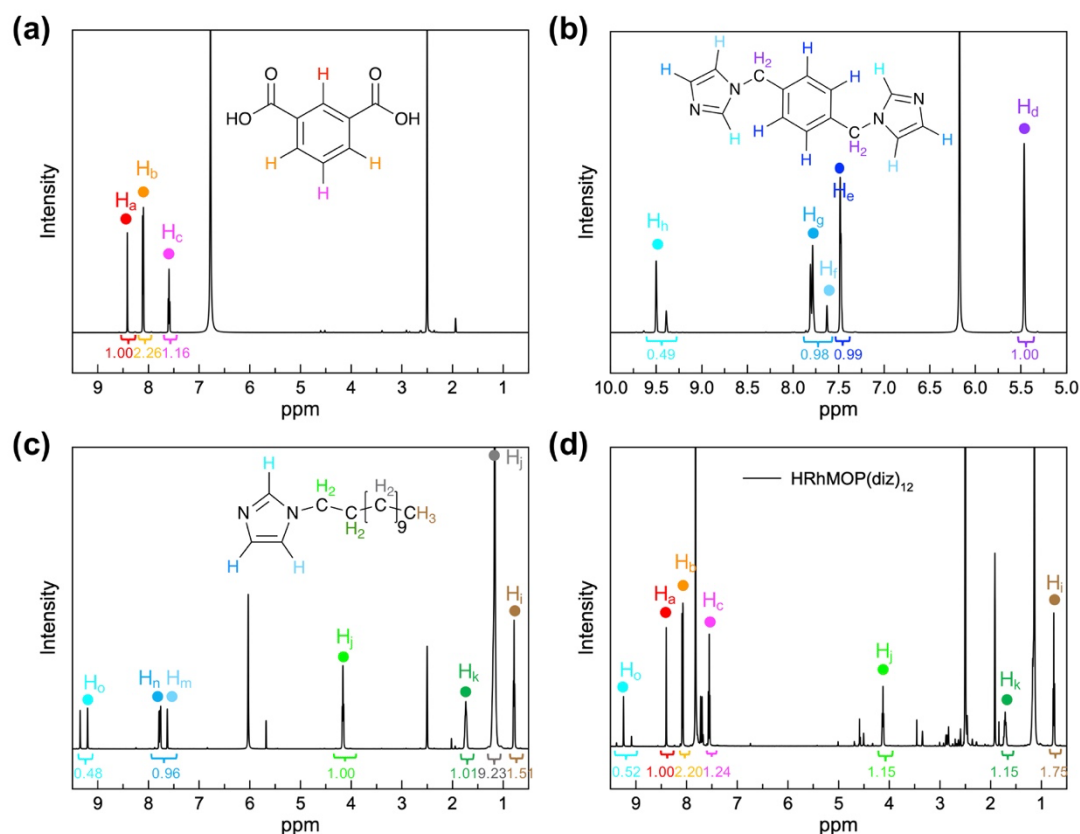 (a)
Intensity
O
HO
H
O
OH
H
H
H
Ha
Hb
Hc
1.00
2.26
1.16
9 8 7 6 5 4 3 2 1
ppm
(b)
Intensity
H
H
N
N
H
H2
C
H
H
H
H
C
H2
H
N
N
H
H
Hh
Hg
Hf
He
Hd
0.49
0.98
0.99
1.00
10.0 9.5 9.0 8.5 8.0 7.5 7.0 6.5 6.0 5.5 5.0
ppm
(c)
Intensity
H
N
N
H
H
H2
C
C
H2
H2
C
9
CH3
Ho
Hn
Hm
Hj
Hk
Hj
Hi
0.48
0.96
1.00
1.01
9.23
1.51
9 8 7 6 5 4 3 2 1
ppm
(d)
Intensity
HRhMOP(diz)12
Ho
Ha
Hb
Hc
Hj
Hk
Hi
0.52
1.00
2.20
1.24
1.15
1.15
1.75
9 8 7 6 5 4 3 2 1
ppm